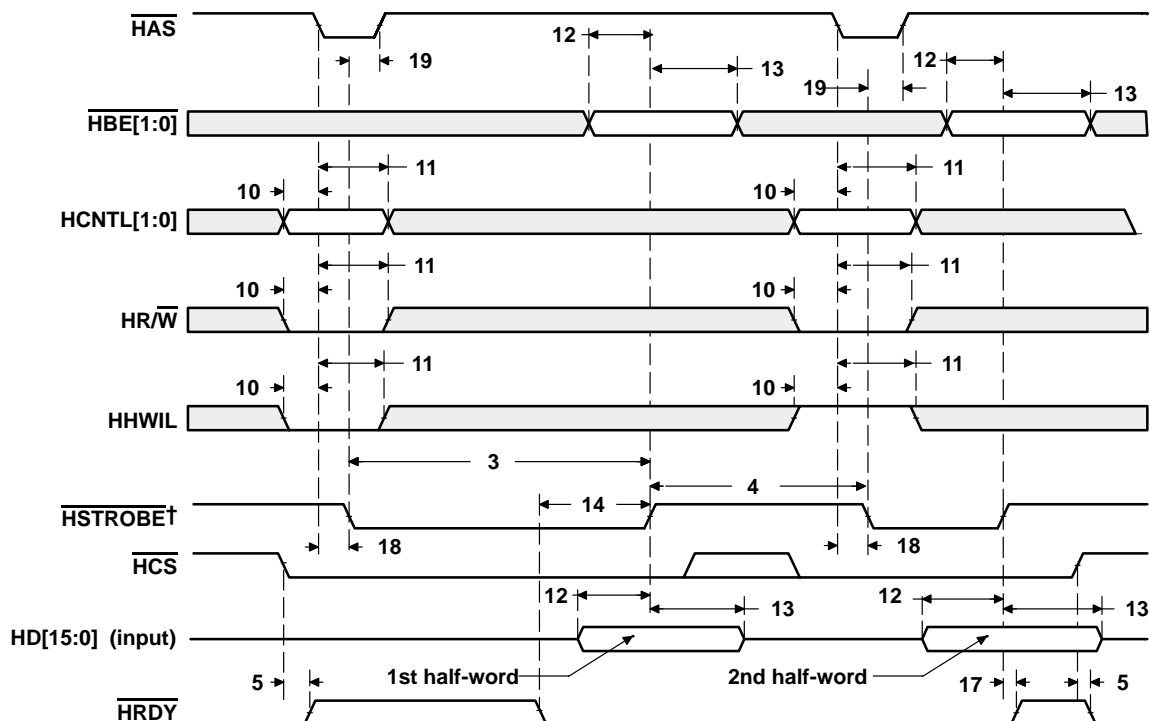 HAS
12
19
13
12
19
13
HBE[1:0]
11
11
10
10
HCNTL[1:0]
11
11
10
10
HR/W
11
11
10
10
HHWIL
3
4
14
HSTROBE†
18
18
HCS
12
12
13
13
HD[15:0] (input)
1st half-word
2nd half-word
5
17
5
HRDY